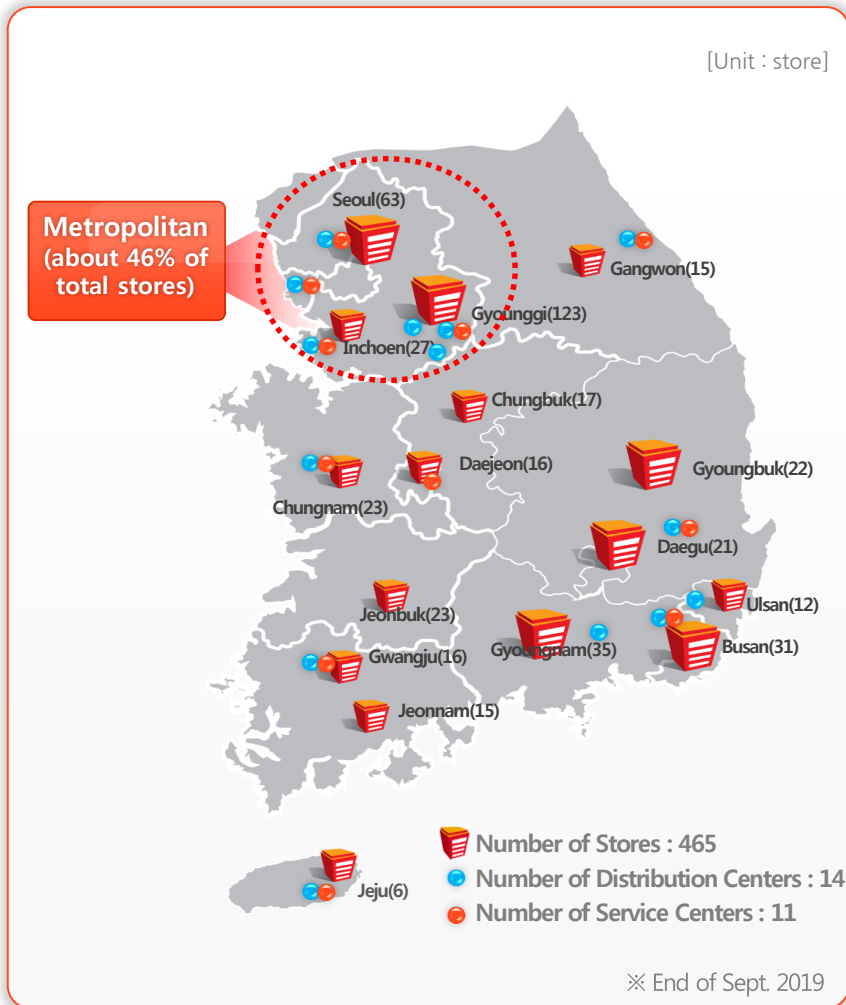 [Unit : store]
Seoul(63)
Metropolitan
(about 46% of
total stores)
Gangwon(15)
Gyounggi(123)
Inchoen(27)
Chungbuk(17)
Daejeon(16)
Gyoungbuk(22)
Chungnam(23)
Daegu(21)
Ulsan(12)
Jeonbuk(23)
Busan(31)
Gyoungnam(35)
Gwangju(16)
Jeonnam(15)
Number of Stores : 465
Number of Distribution Centers : 14
Jeju(6)
Number of Service Centers : 11
※ End of Sept. 2019